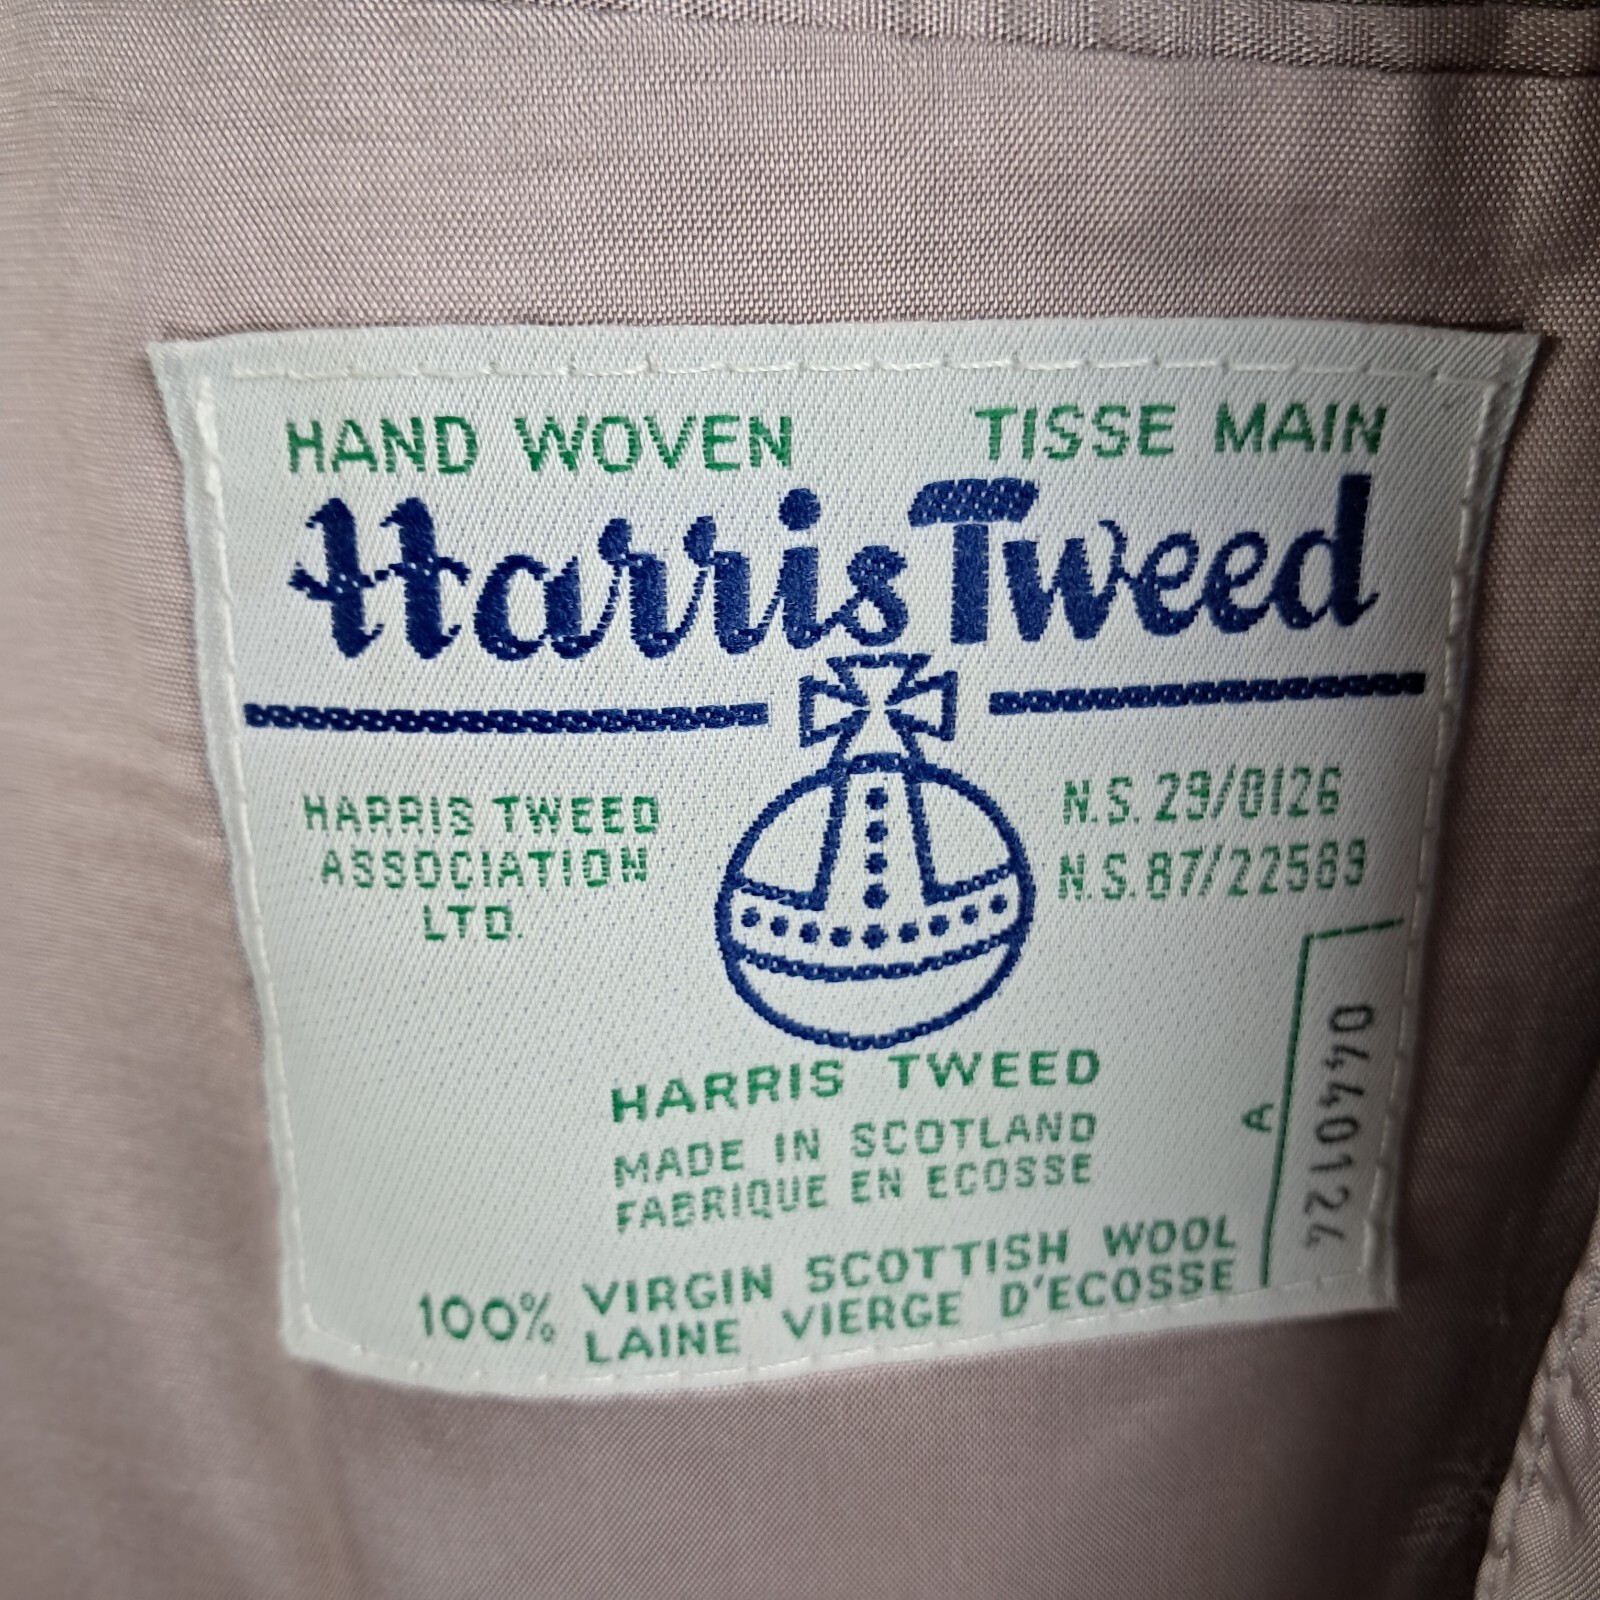 HAND WOVEN TISSE MAIN
Harris Tweed
HARRIS TWEED
ASSOCIATION
LTD.
N.S. 29/0126
N.S. 87/22589
HARRIS TWEED
MADE IN SCOTLAND
FABRIQUE EN ECOSSE
100% VIRGIN SCOTTISH WOOL
LAINE VIERGE D'ECOSSE
A
04440124